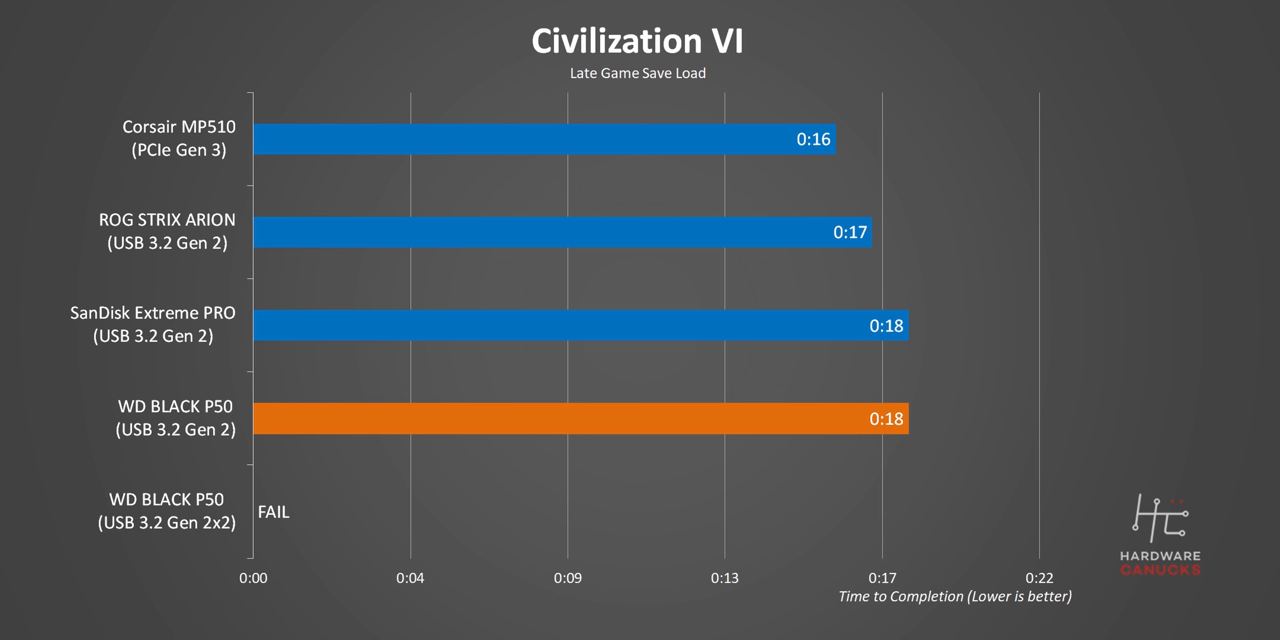 Civilization VI
Late Game Save Load
Corsair MP510
(PCIe Gen 3)
0:16
ROG STRIX ARION
(USB 3.2 Gen 2)
0:17
SanDisk Extreme PRO
(USB 3.2 Gen 2)
0:18
WD BLACK P50
(USB 3.2 Gen 2)
0:18
WD BLACK P50
(USB 3.2 Gen 2x2)
FAIL
0:00 0:04 0:09 0:13 0:17 0:22
Time to Completion (Lower is better)
HARDWARE
CANUCKS